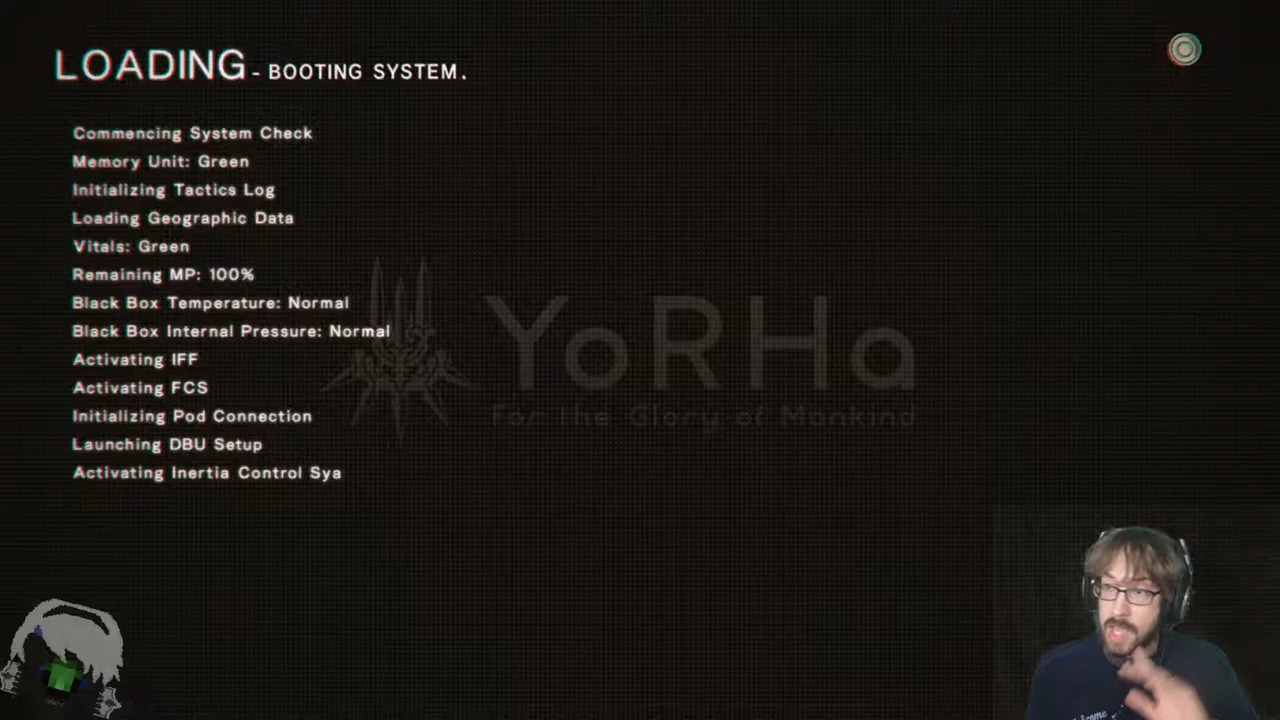 LOADING - BOOTING SYSTEM.
Commencing System Check
Memory Unit: Green
Initializing Tactics Log
Loading Geographic Data
Vitals: Green
Remaining MP: 100%
Black Box Temperature: Normal
Black Box Internal Pressure: Normal
Activating IFF
Activating FCS
Initializing Pod Connection
Launching DBU Setup
Activating Inertia Control Sya
YoRHa
For the Glory of Mankind